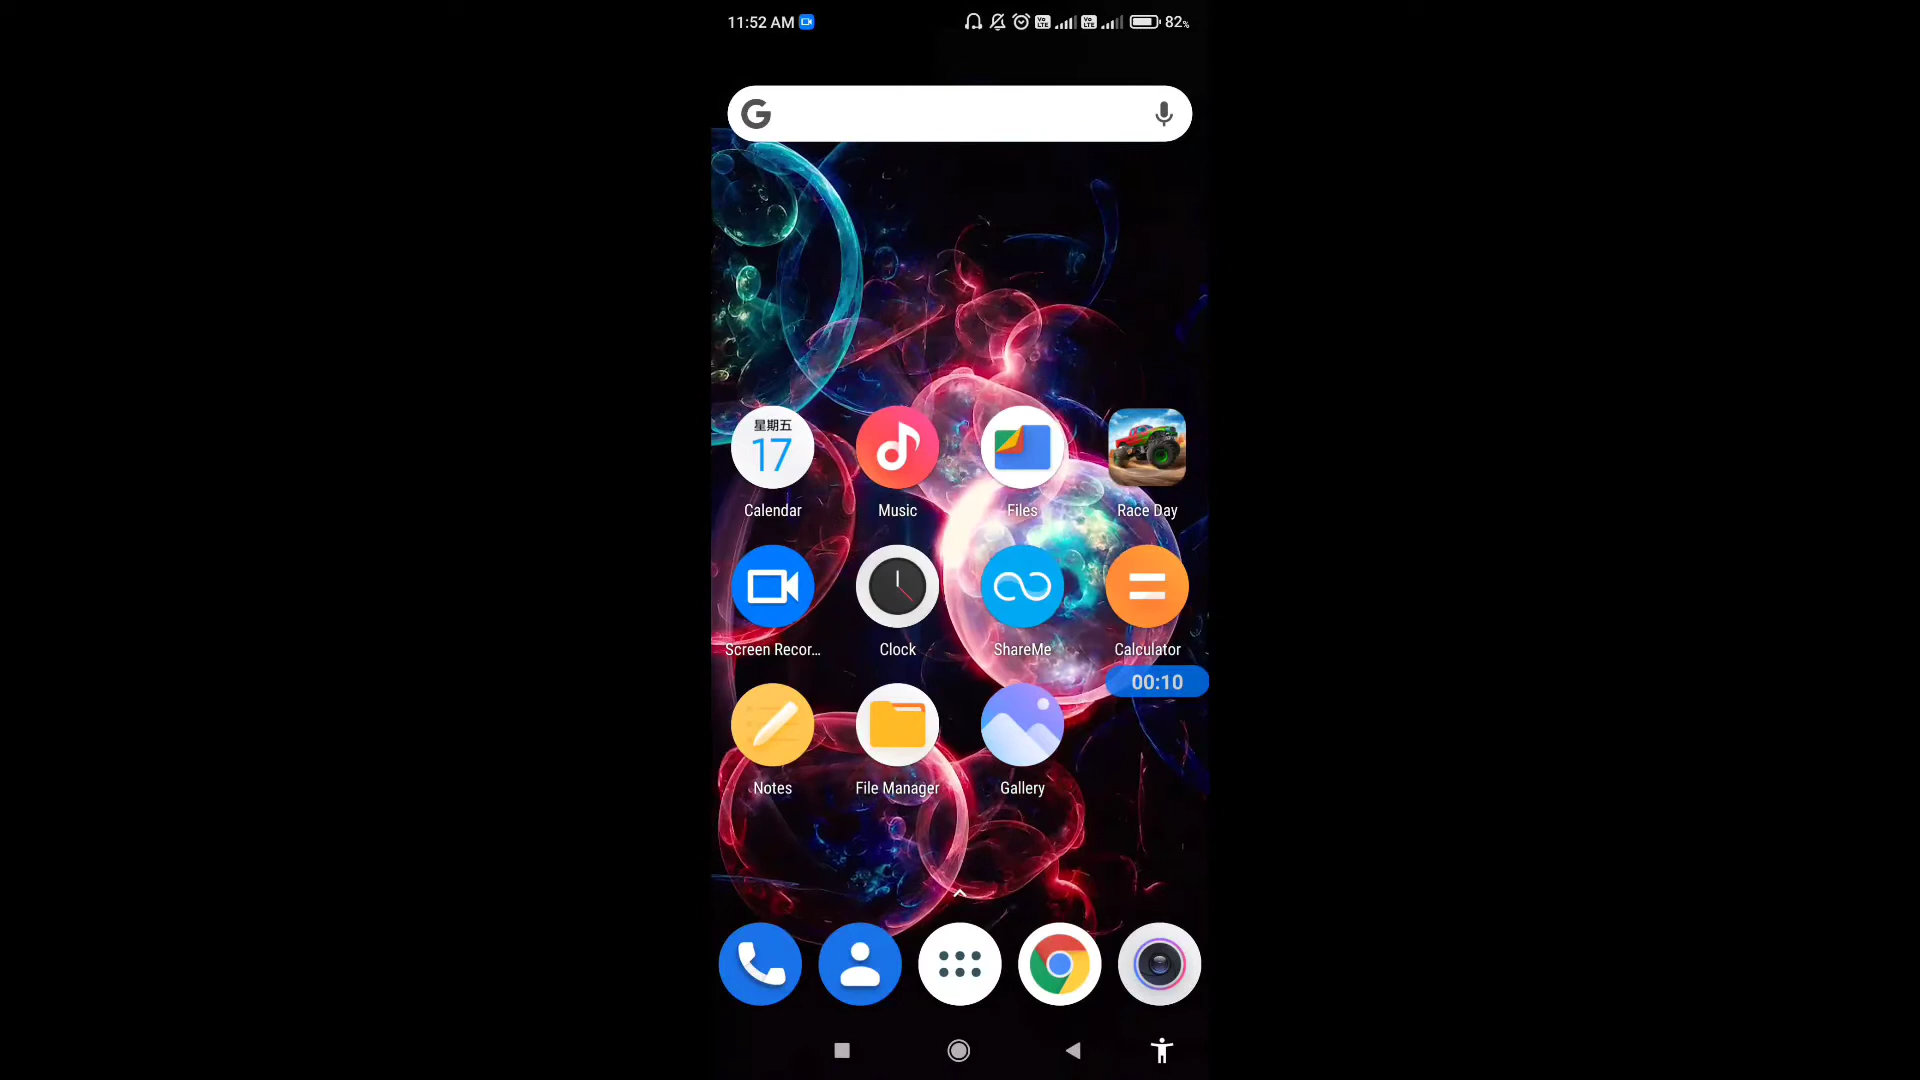 11:52 AM
82%
星期五
17
Calendar
Music
Files
Race Day
Screen Recor...
Clock
ShareMe
Calculator
00:10
Notes
File Manager
Gallery